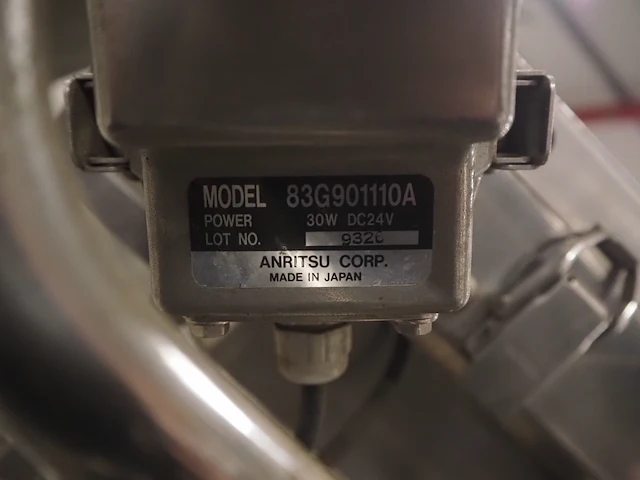 MODEL 83G901110A
POWER 30W DC24V
LOT NO.
ANRITSU CORP.
MADE IN JAPAN